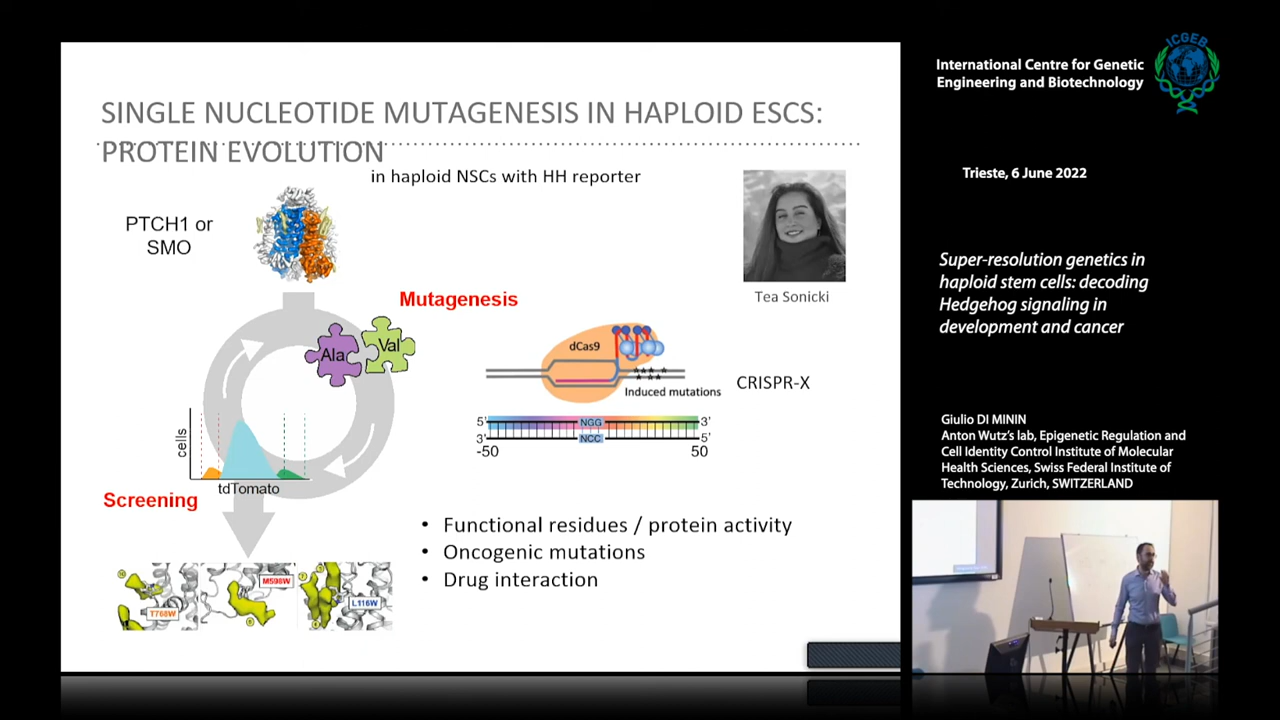 SINGLE NUCLEOTIDE MUTAGENESIS IN HAPLOID ESCS:
PROTEIN EVOLUTION
in haploid NSCs with HH reporter
PTCH1 or
SMO
Tea Sonicki
Mutagenesis
Ala
Val
dCas9
Induced mutations
CRISPR-X
5'
NGG
3'
3'
NCC
5'
-50
50
cells
tdTomato
Screening
• Functional residues / protein activity
• Oncogenic mutations
• Drug interaction
T768W
M598W
L116W
International Centre for Genetic
Engineering and Biotechnology
ICGEB
Trieste, 6 June 2022
Super-resolution genetics in
haploid stem cells: decoding
Hedgehog signaling in
development and cancer
Giulio DI MININ
Anton Wutz's lab, Epigenetic Regulation and
Cell Identity Control Institute of Molecular
Health Sciences, Swiss Federal Institute of
Technology, Zurich, SWITZERLAND